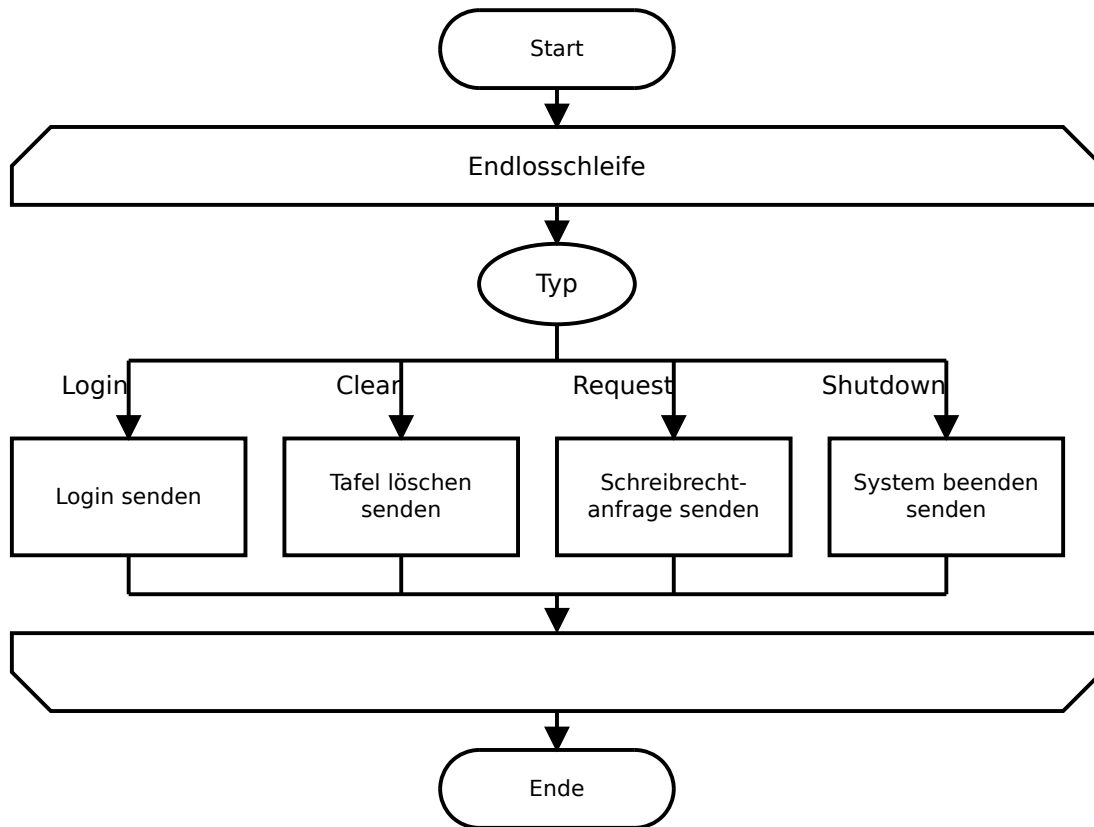 Start
Endlosschleife
Typ
Login
Clear
Request
Shutdown
Login senden
Tafel löschen
senden
Schreibrecht-
anfrage senden
System beenden
senden
Ende